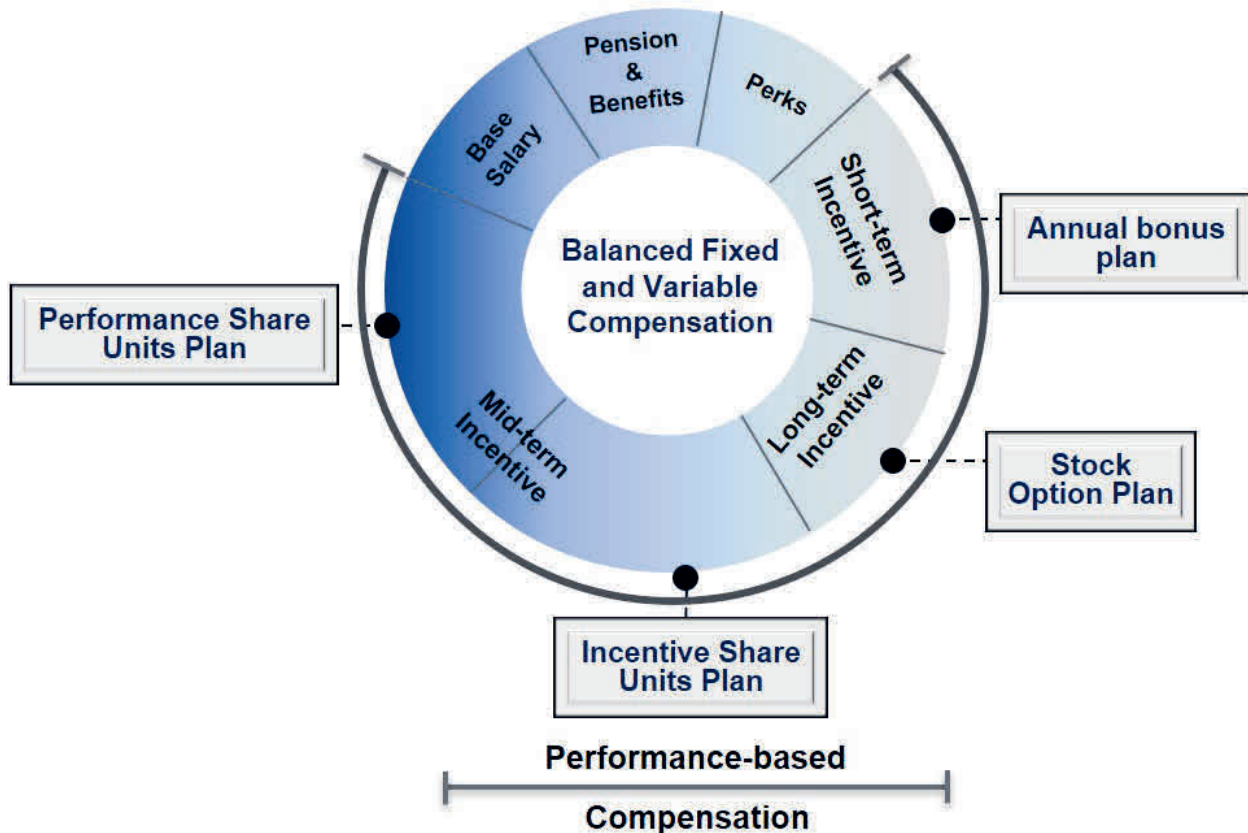 Pension
&
Benefits
Perks
Base
Salary
Short-term
Incentive
Annual bonus
plan
Balanced Fixed
and Variable
Compensation
Performance Share
Units Plan
Mid-term
Incentive
Long-term
Incentive
Stock
Option Plan
Incentive Share
Units Plan
Performance-based
Compensation